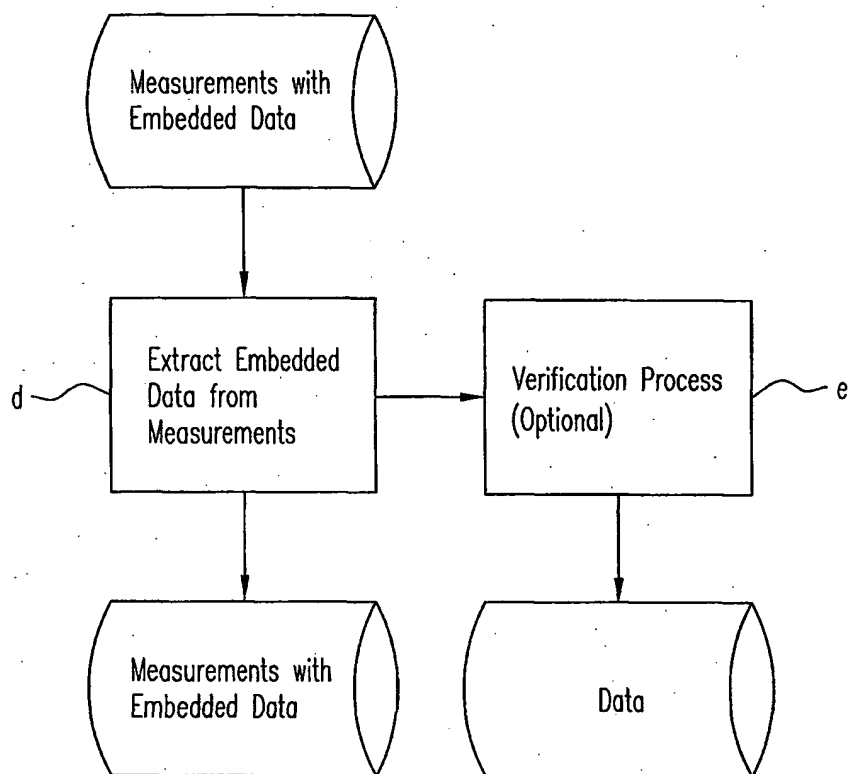 Measurements with
Embedded Data
d
Extract Embedded
Data from
Measurements
Verification Process
(Optional)
e
Measurements with
Embedded Data
Data